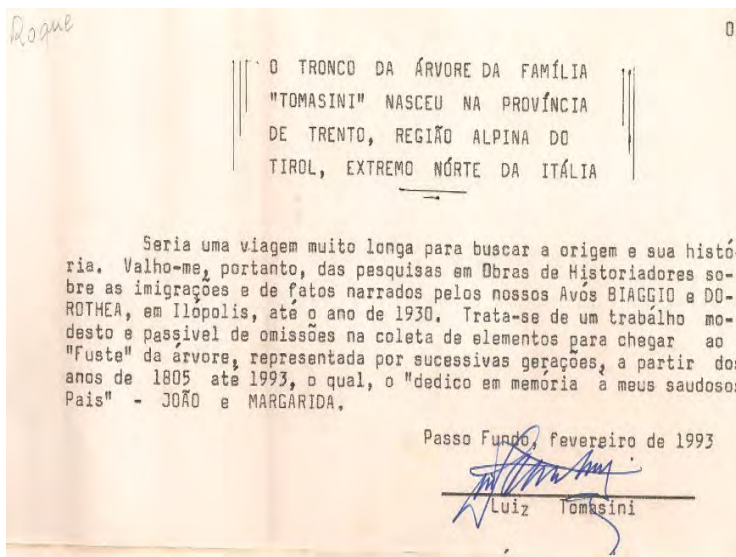 Roque
0
O TRONCO DA ÁRVORE DA FAMÍLIA
"TOMASINI" NASCEU NA PROVÍNCIA
DE TRENTO, REGIÃO ALPINA DO
TIROL, EXTREMO NÓRTE DA ITÁLIA
Seria uma viagem muito longa para buscar a origem e sua histó-
ria. Valho-me, portanto, das pesquisas em Obras de Historiadores so-
bre as imigrações e de fatos narrados pelos nossos Avós BIAGGIO e DO-
ROTHEA, em Ilópolis, até o ano de 1930. Trata-se de um trabálho mo-
desto e passivel de omissões na coleta de elementos para chegar ao
"Fuste" da árvore, representada por sucessivas gerações, a partir dos
anos de 1805 ate 1993, o qual, o "dedico em memória a meus saudosos
Pais" - JOÃO e MARGARIDA.
Passo Fundo, fevereiro de 1993
Luiz Tomasini